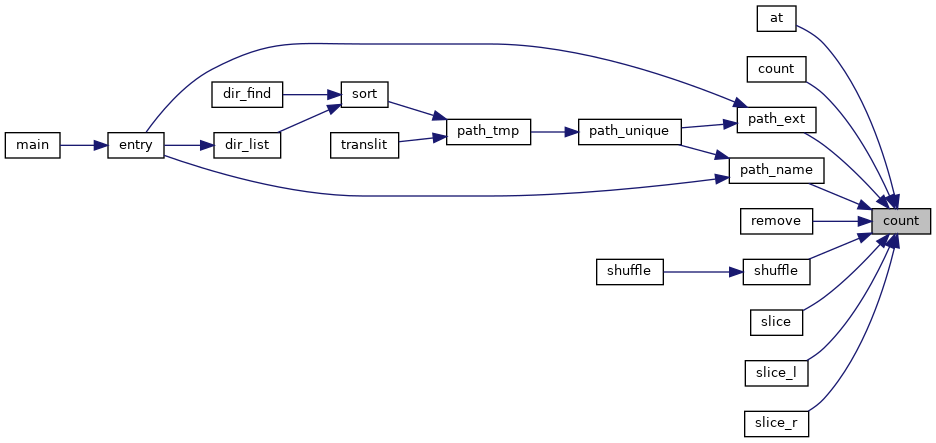 at
count
path_ext
dir_find
sort
path_tmp
path_unique
main
entry
dir_list
translit
path_name
remove
count
shuffle
shuffle
slice
slice_l
slice_r